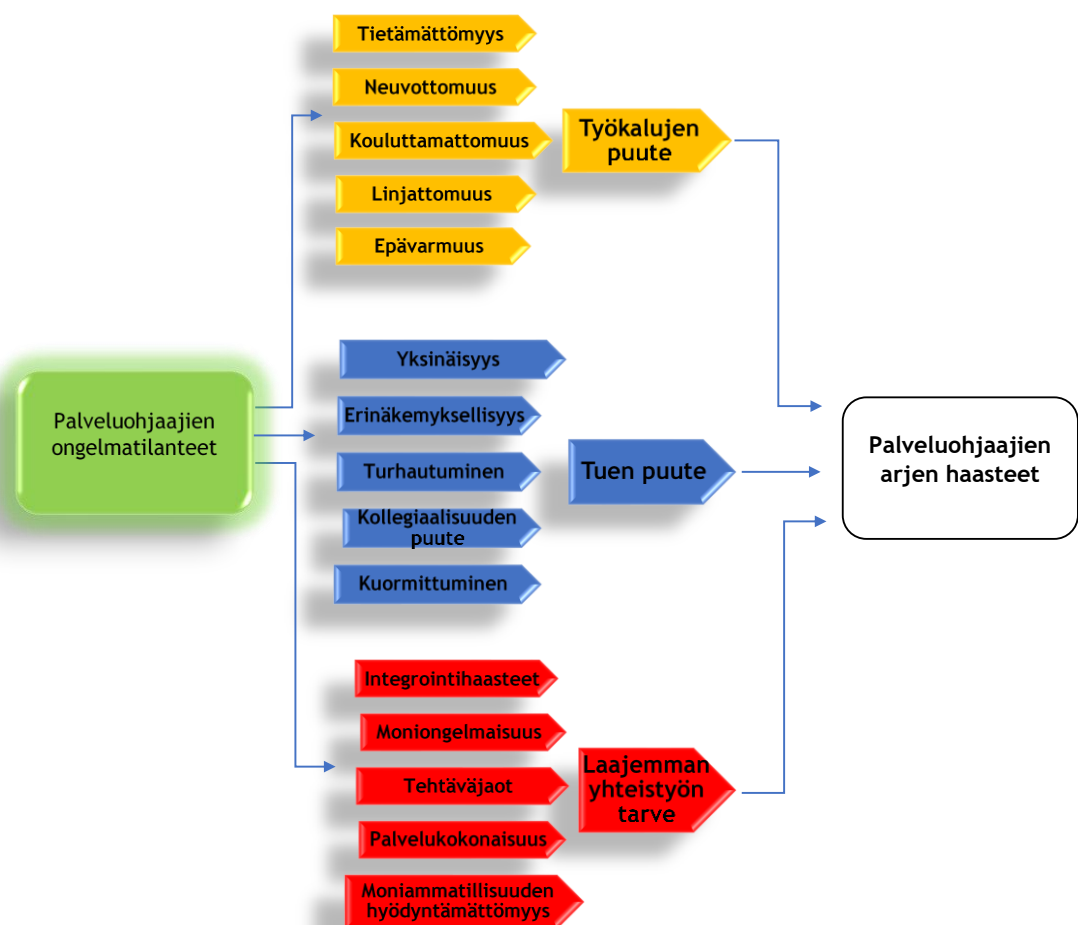 Palveluohjaajien
ongelmatilanteet
Tietämättömyys
Neuvottomuus
Kouluttamattomuus
Linjattomuus
Epävarmuus
Työkalujen
puute
Yksinäisyys
Erinäkemyksellisyys
Turhautuminen
Kollegiaalisuuden
puute
Kuormittuminen
Tuen puute
Integrointihaasteet
Moniongelmaisuus
Tehtäväjaot
Palvelukokonaisuus
Moniammatillisuuden
hyödyntämättömyys
Laajemman
yhteistyön
tarve
Palveluohjaajien
arjen haasteet